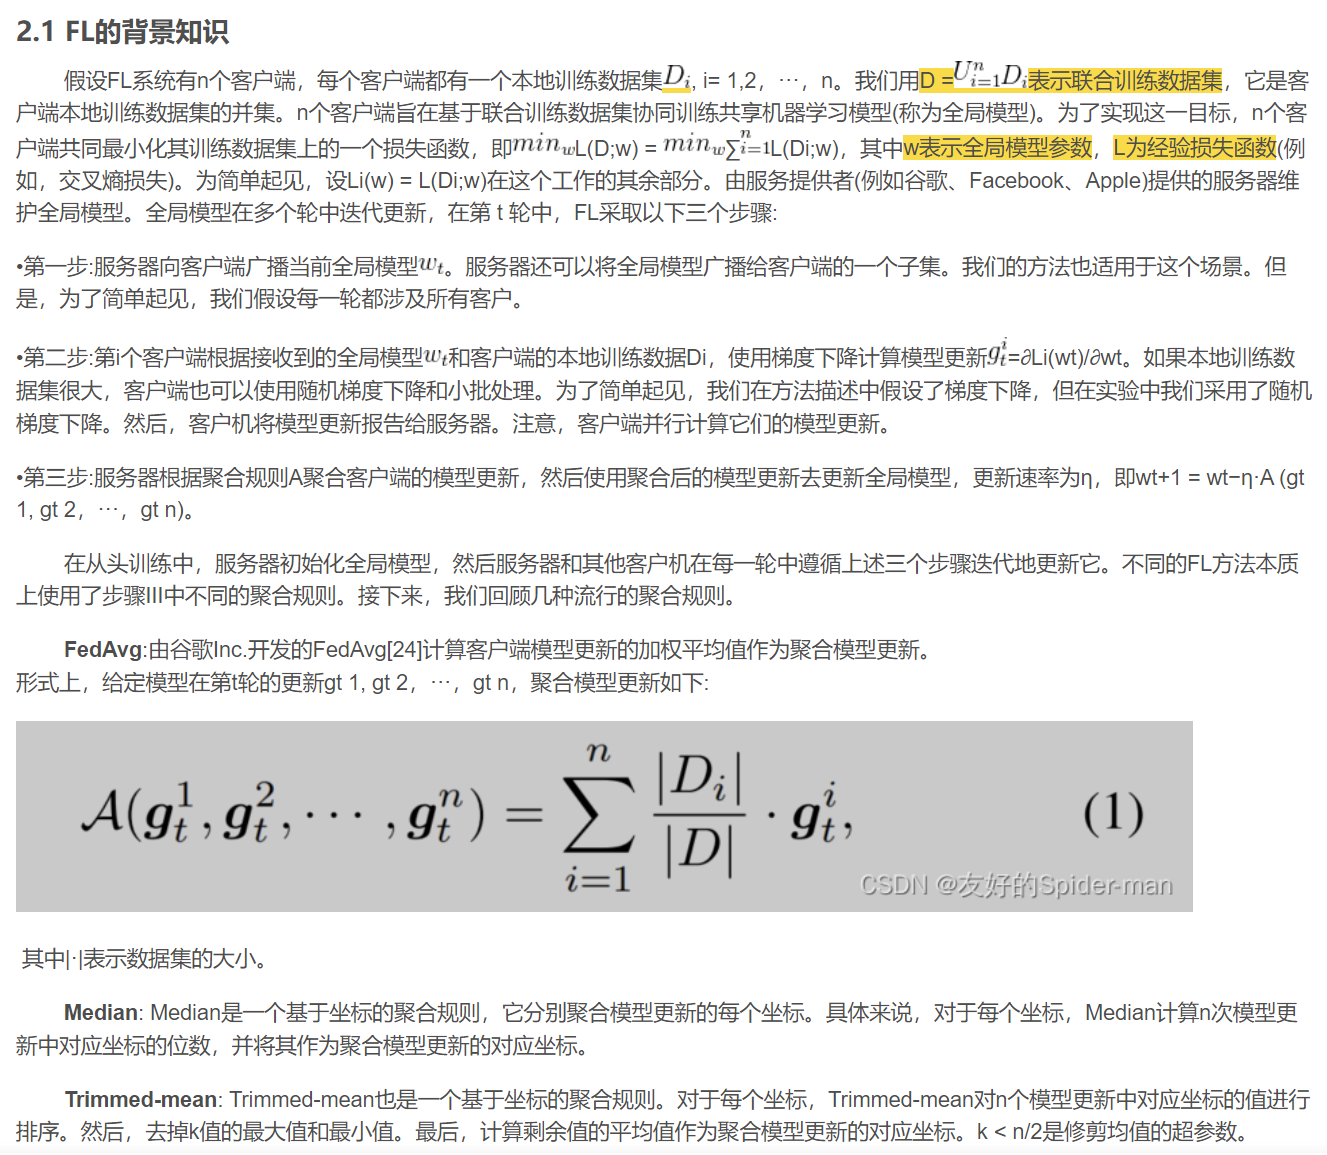 2.1 FL的背景知识
假设FL系统有n个客户端，每个客户端都有一个本地训练数据集D_i, i= 1,2，⋯，n。我们用D =U_{i=1}^n D_i表示联合训练数据集，它是客
户端本地训练数据集的并集。n个客户端旨在基于联合训练数据集协同训练共享机器学习模型(称为全局模型)。为了实现这一目标，n个客
户端共同最小化其训练数据集上的一个损失函数，即min_wL(D;w) = min_w∑_{i=1}^nL(Di;w)，其中w表示全局模型参数，L为经验损失函数(例
如，交叉熵损失)。为简单起见，设Li(w) = L(Di;w)在这个工作的其余部分。由服务提供者(例如谷歌、Facebook、Apple)提供的服务器维
护全局模型。全局模型在多个轮中迭代更新，在第 t 轮中，FL采取以下三个步骤:
•第一步:服务器向客户端广播当前全局模型w_t。服务器还可以将全局模型广播给客户端的一个子集。我们的方法也适用于这个场景。但
是，为了简单起见，我们假设每一轮都涉及所有客户。
•第二步:第i个客户端根据接收到的全局模型w_t和客户端的本地训练数据Di，使用梯度下降计算模型更新g_t^i=∂Li(wt)/∂wt。如果本地训练数
据集很大，客户端也可以使用随机梯度下降和小批处理。为了简单起见，我们在方法描述中假设了梯度下降，但在实验中我们采用了随机
梯度下降。然后，客户机将模型更新报告给服务器。注意，客户端并行计算它们的模型更新。
•第三步:服务器根据聚合规则A聚合客户端的模型更新，然后使用聚合后的模型更新去更新全局模型，更新速率为η，即wt+1 = wt−η·A (gt
1, gt 2，⋯，gt n)。
在从头训练中，服务器初始化全局模型，然后服务器和其他客户机在每一轮中遵循上述三个步骤迭代地更新它。不同的FL方法本质
上使用了步骤III中不同的聚合规则。接下来，我们回顾几种流行的聚合规则。
FedAvg:由谷歌Inc.开发的FedAvg[24]计算客户端模型更新的加权平均值作为聚合模型更新。
形式上，给定模型在第t轮的更新gt 1, gt 2，⋯，gt n，聚合模型更新如下:
A(g_t^1, g_t^2, ⋯ , g_t^n) = ∑_{i=1}^n |D_i|/|D| · g_t^i, (1)
CSDN @友好的Spider-man
其中|·|表示数据集的大小。
Median: Median是一个基于坐标的聚合规则，它分别聚合模型更新的每个坐标。具体来说，对于每个坐标，Median计算n次模型更
新中对应坐标的位数，并将其作为聚合模型更新的对应坐标。
Trimmed-mean: Trimmed-mean也是一个基于坐标的聚合规则。对于每个坐标，Trimmed-mean对n个模型更新中对应坐标的值进行
排序。然后，去掉k值的最大值和最小值。最后，计算剩余值的平均值作为聚合模型更新的对应坐标。k < n/2是修剪均值的超参数。